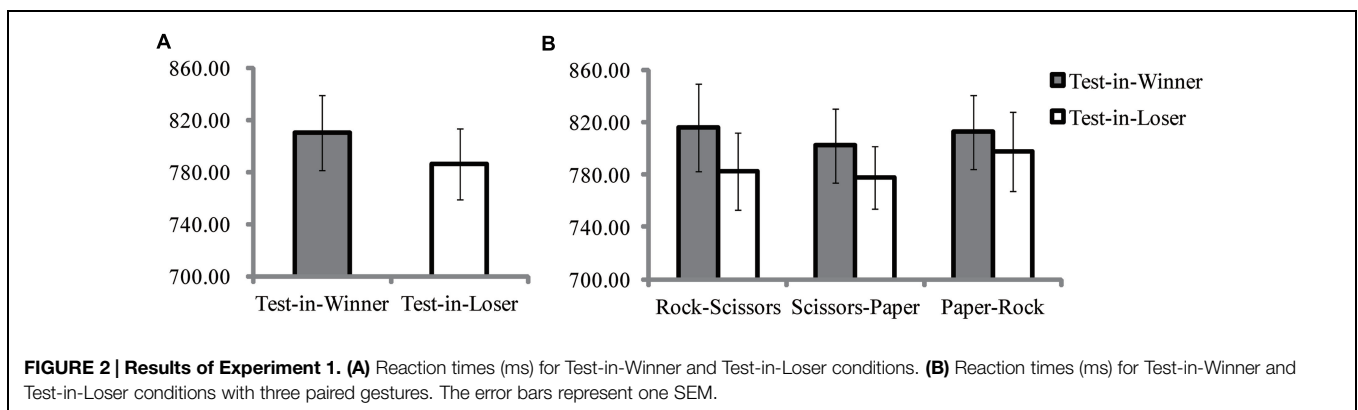 A
860.00
820.00
780.00
740.00
700.00
Test-in-Winner Test-in-Loser
B
860.00
820.00
780.00
740.00
700.00
Rock-Scissors Scissors-Paper Paper-Rock
Test-in-Winner
Test-in-Loser
FIGURE 2 | Results of Experiment 1. (A) Reaction times (ms) for Test-in-Winner and Test-in-Loser conditions. (B) Reaction times (ms) for Test-in-Winner and
Test-in-Loser conditions with three paired gestures. The error bars represent one SEM.